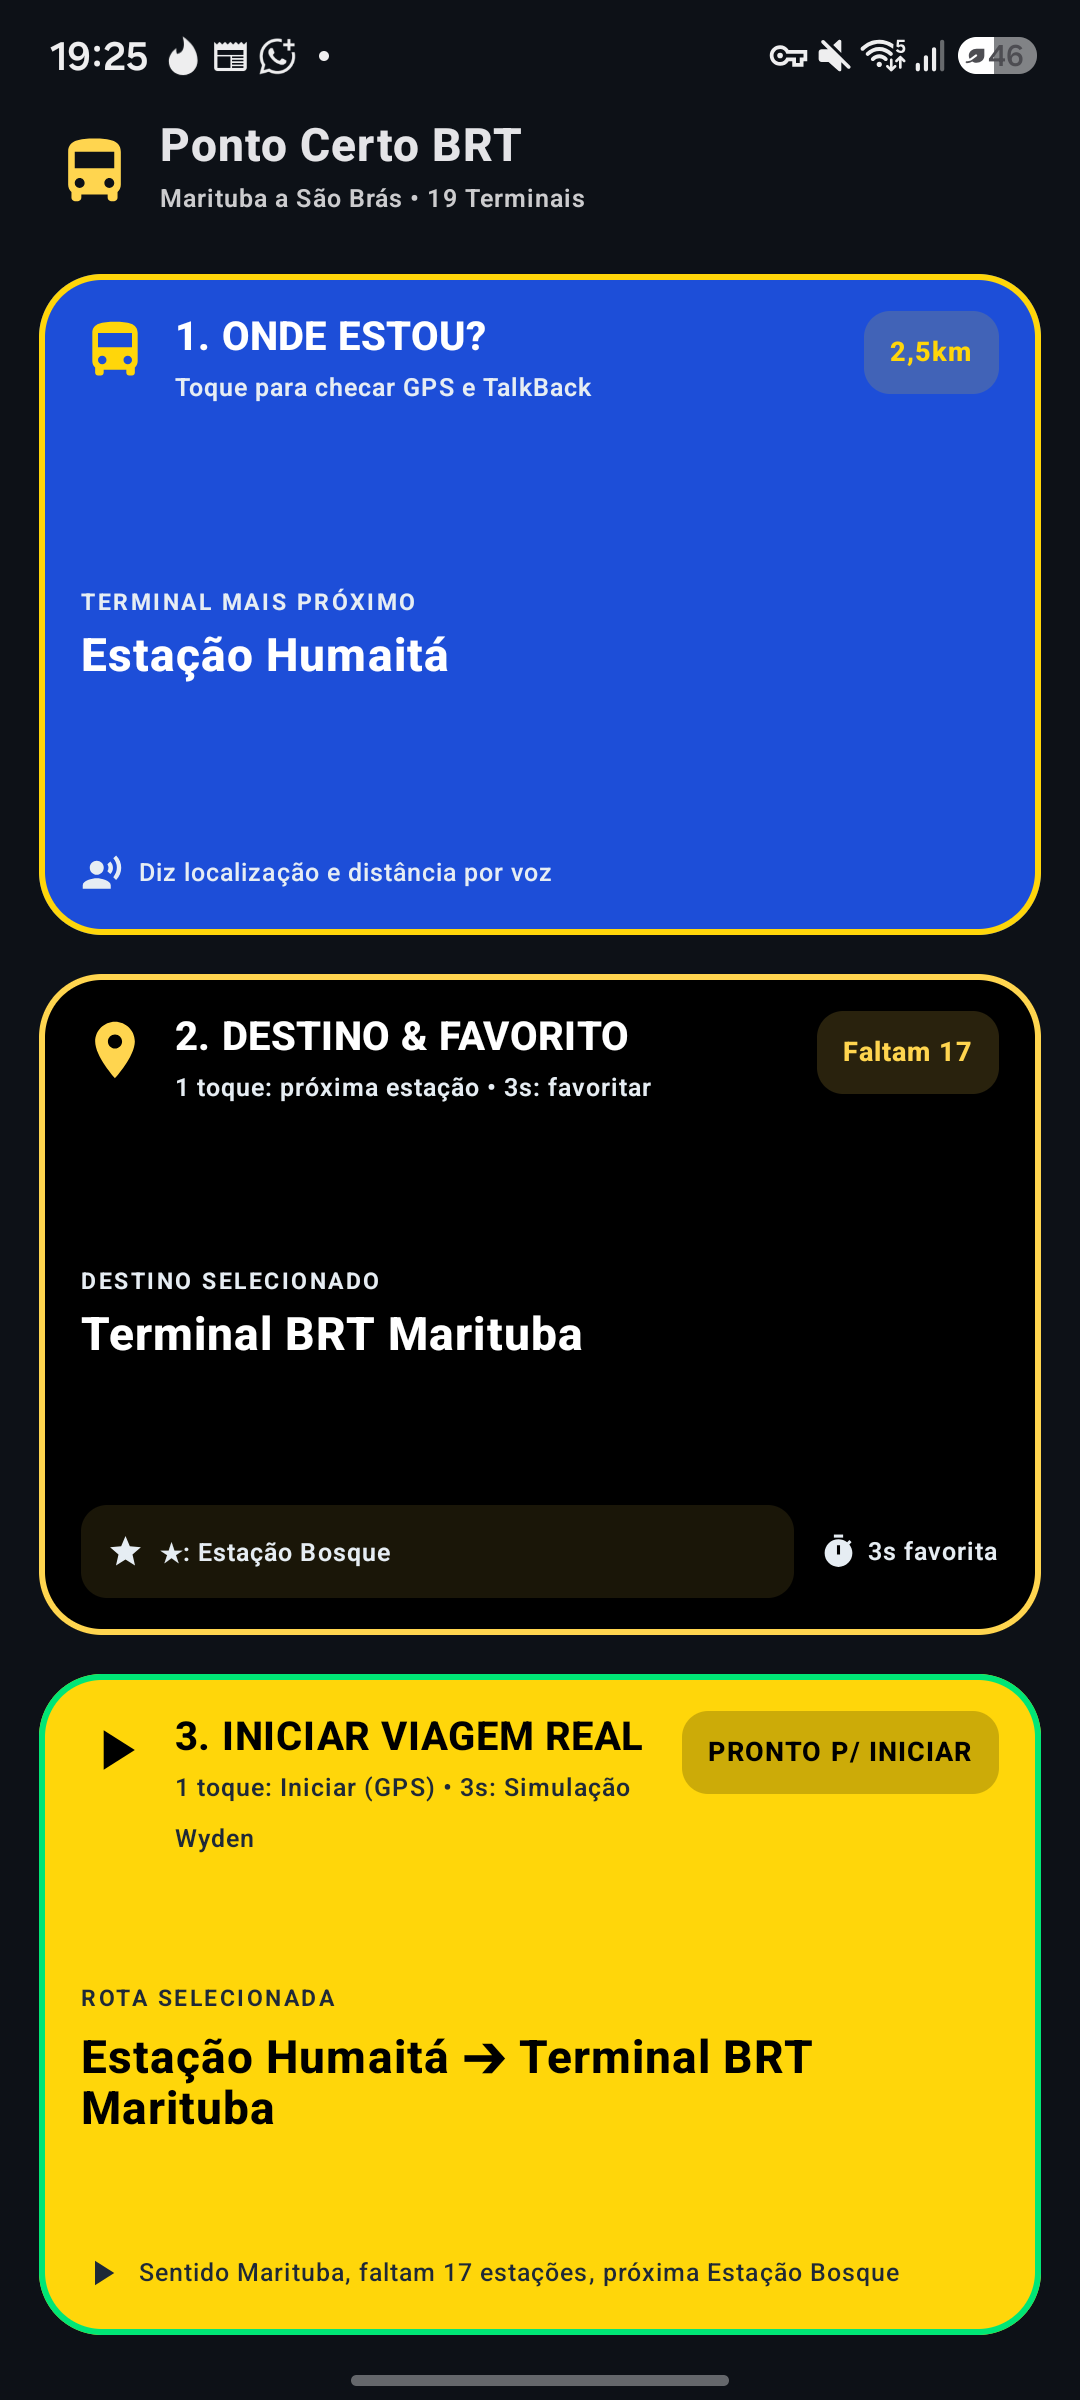 19:25
5
46
Ponto Certo BRT
Marituba a São Brás • 19 Terminais
1. ONDE ESTOU?
2,5km
Toque para checar GPS e TalkBack
TERMINAL MAIS PRÓXIMO
Estação Humaitá
Diz localização e distância por voz
2. DESTINO & FAVORITO
Faltam 17
1 toque: próxima estação • 3s: favoritar
DESTINO SELECIONADO
Terminal BRT Marituba
★: Estação Bosque
3s favorita
3. INICIAR VIAGEM REAL
PRONTO P/ INICIAR
1 toque: Iniciar (GPS) • 3s: Simulação
Wyden
ROTA SELECIONADA
Estação Humaitá ➔ Terminal BRT
Marituba
Sentido Marituba, faltam 17 estações, próxima Estação Bosque